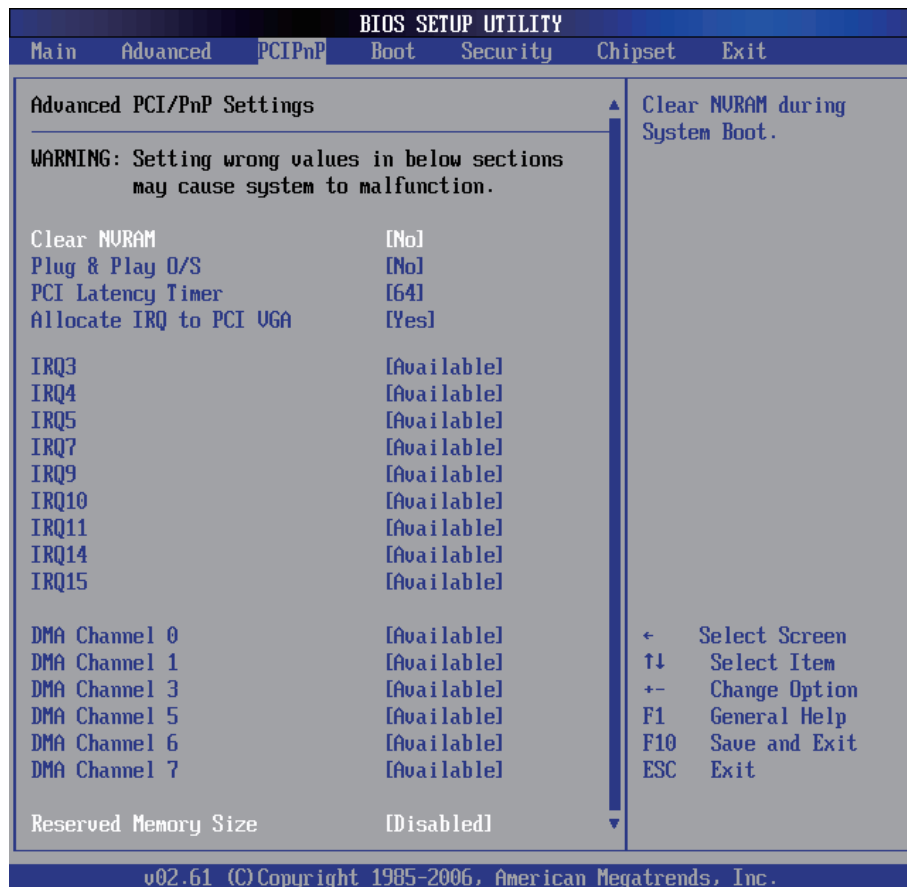 BIOS SETUP UTILITY
Main Advanced PCIPnP Boot Security Chipset Exit
Advanced PCI/PnP Settings
WARNING: Setting wrong values in below sections
may cause system to malfunction.
Clear NVRAM [No]
Plug & Play O/S [No]
PCI Latency Timer [64]
Allocate IRQ to PCI VGA [Yes]
IRQ3 [Available]
IRQ4 [Available]
IRQ5 [Available]
IRQ7 [Available]
IRQ9 [Available]
IRQ10 [Available]
IRQ11 [Available]
IRQ14 [Available]
IRQ15 [Available]
DMA Channel 0 [Available]
DMA Channel 1 [Available]
DMA Channel 3 [Available]
DMA Channel 5 [Available]
DMA Channel 6 [Available]
DMA Channel 7 [Available]
Reserved Memory Size [Disabled]
Clear NVRAM during
System Boot.
← Select Screen
↑↓ Select Item
+- Change Option
F1 General Help
F10 Save and Exit
ESC Exit
v02.61 (C)Copyright 1985-2006, American Megatrends, Inc.